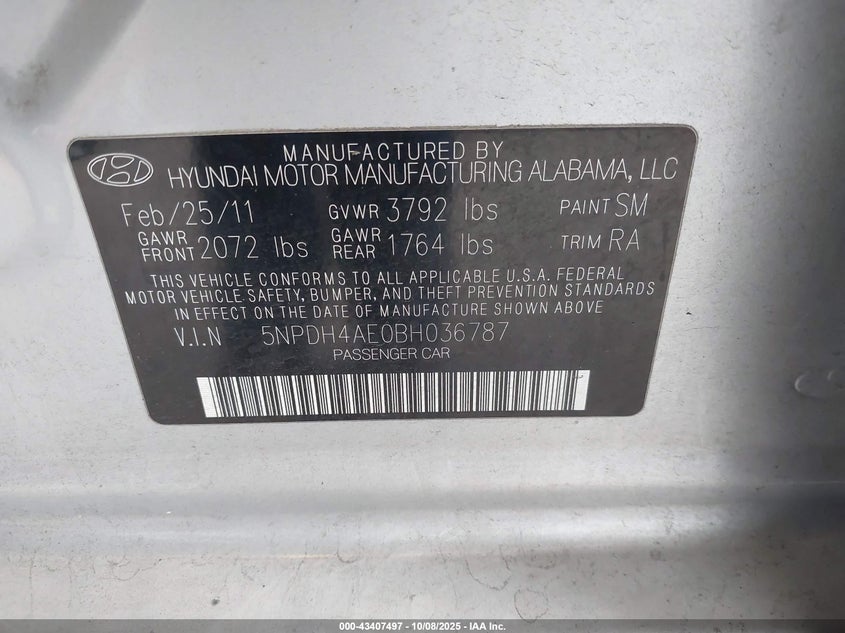 MANUFACTURED BY
HYUNDAI MOTOR MANUFACTURING ALABAMA, LLC
Feb/25/11 GVWR 3792 lbs PAINT SM
GAWR FRONT 2072 lbs GAWR REAR 1764 lbs TRIM RA
THIS VEHICLE CONFORMS TO ALL APPLICABLE U.S.A. FEDERAL
MOTOR VEHICLE SAFETY, BUMPER, AND THEFT PREVENTION STANDARDS
IN EFFECT ON THE DATE OF MANUFACTURE SHOWN ABOVE
V.I.N 5NPDH4AE0BH036787
PASSENGER CAR
000-43407497 - 10/08/2025 - IAA Inc.